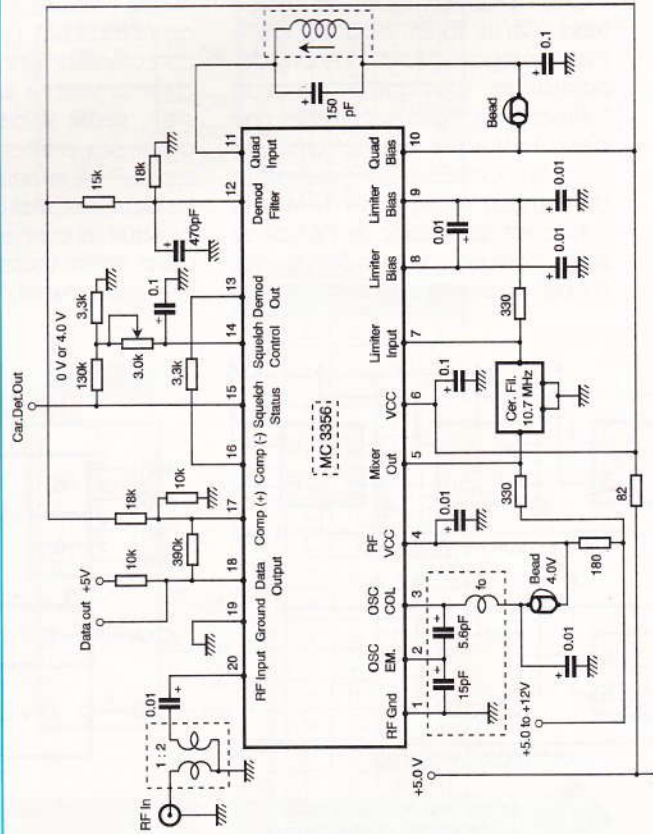 RF In
1 : 2
0.01
+
Data out
+5V
10k
18k
390k
10k
Car.Det.Out
0 V or 4.0 V
130k
3,3k
3.0k
0.1
+
3,3k
470pF
+
15k
18k
20
19
18
17
16
15
14
13
12
11
RF Input
Ground
Data Output
Comp (+)
Comp (-)
Squelch Status
Squelch Control
Demod Out
Demod Filter
Quad Input
MC 3356
RF Gnd
OSC EM.
OSC COL
RF VCC
Mixer Out
VCC
Limiter Input
Limiter Bias
Limiter Bias
Quad Bias
1
2
3
4
5
6
7
8
9
10
15pF
+
5.6pF
+
fo
0.01
+
Bead
4.0V
0.01
+
180
330
Cer. Fil.
10.7 MHz
0.1
+
330
0.01
+
0.01
+
0.01
+
82
+5.0 V
+5.0 to +12V
Bead
0.1
+
150
pF
+